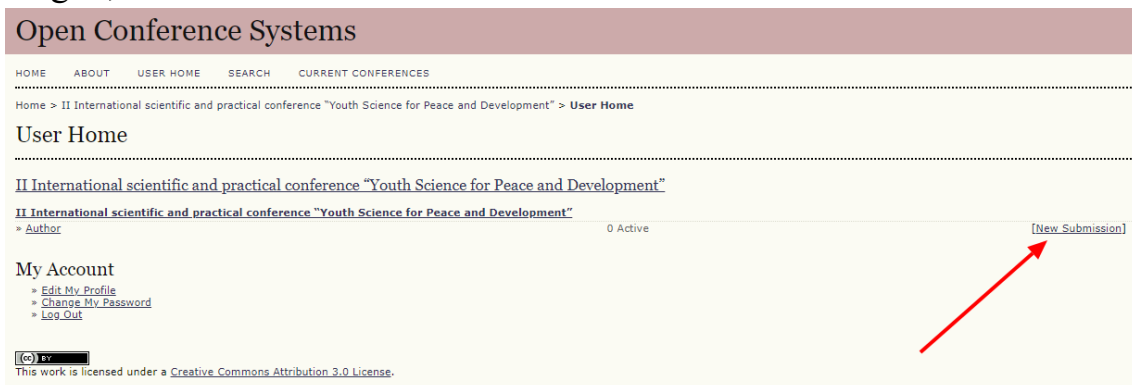 Open Conference Systems
HOME ABOUT USER HOME SEARCH CURRENT CONFERENCES
Home > II International scientific and practical conference "Youth Science for Peace and Development" > User Home
User Home
II International scientific and practical conference “Youth Science for Peace and Development”
II International scientific and practical conference "Youth Science for Peace and Development"
» Author 0 Active [New Submission]
My Account
» Edit My Profile
» Change My Password
» Log Out
(cc) BY
This work is licensed under a Creative Commons Attribution 3.0 License.